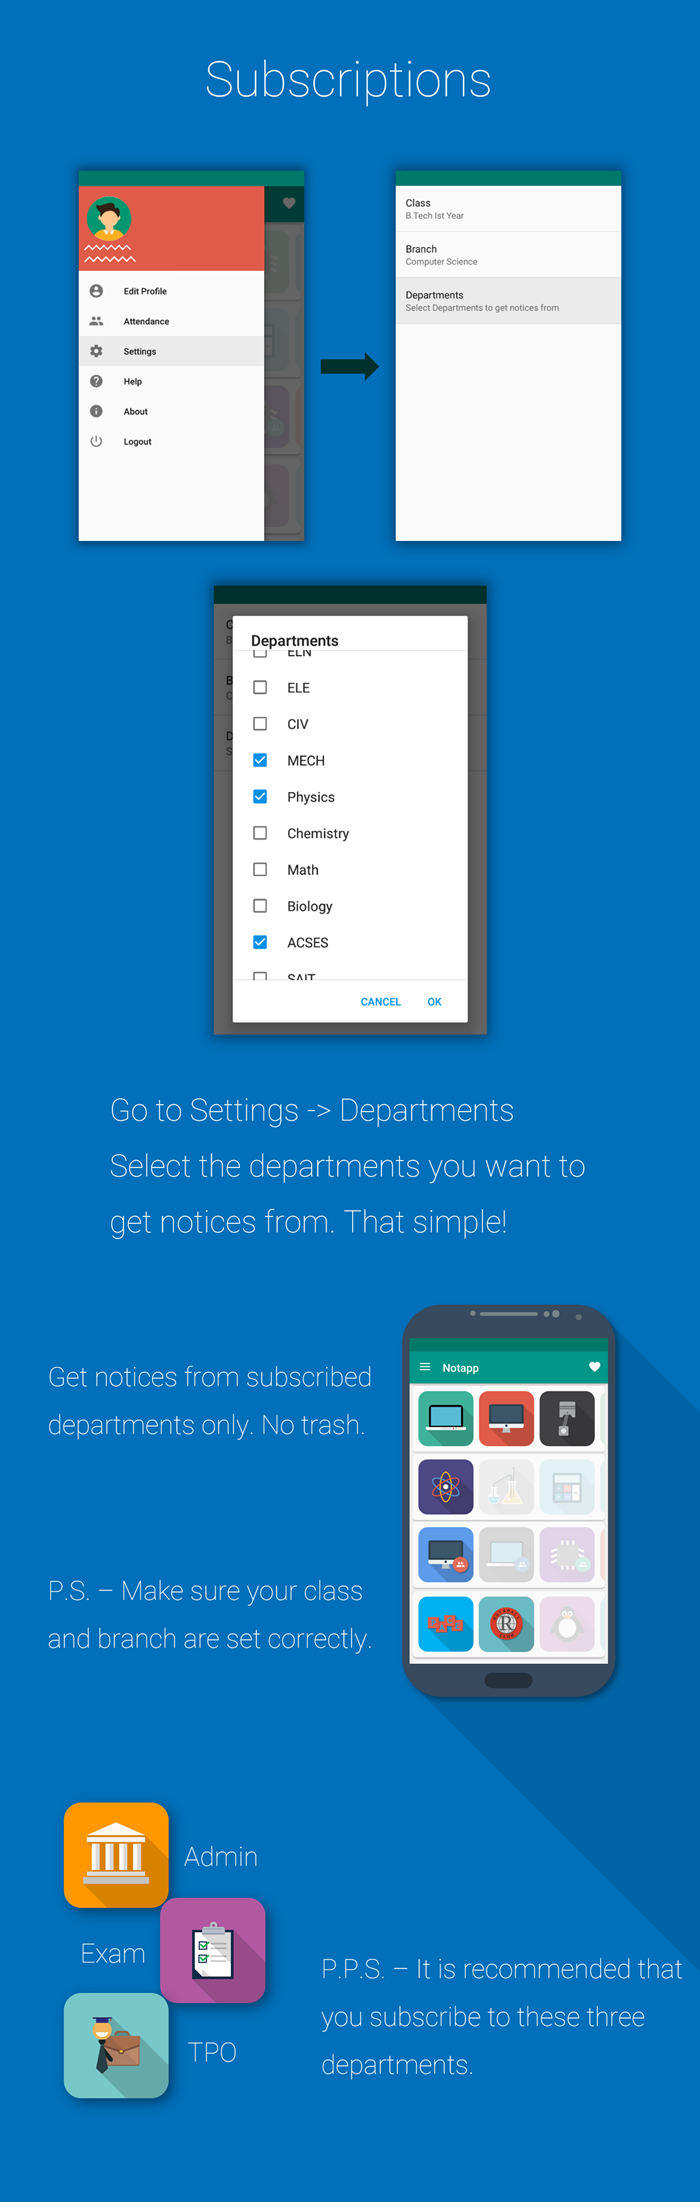 Subscriptions
Edit Profile
Attendance
Settings
Help
About
Logout
Class
B.Tech Ist Year
Branch
Computer Science
Departments
Select Departments to get notices from
Departments
ELN
ELE
CIV
MECH
Physics
Chemistry
Math
Biology
ACSES
SAIT
CANCEL OK
Go to Settings -> Departments
Select the departments you want to
get notices from. That simple!
Get notices from subscribed
departments only. No trash.
P.S. – Make sure your class
and branch are set correctly.
Notapp
R
Admin
Exam
TPO
P.P.S. – It is recommended that
you subscribe to these three
departments.